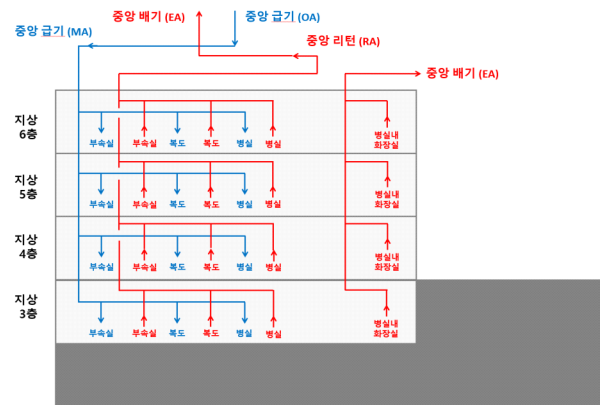 중앙 배기 (EA)
중앙 급기 (OA)
중앙 급기 (MA)
중앙 리턴 (RA)
중앙 배기 (EA)
지상
6층
부속실 부속실 복도 복도 병실 병실
병실내
화장실
지상
5층
부속실 부속실 복도 복도 병실 병실
병실내
화장실
지상
4층
부속실 부속실 복도 복도 병실 병실
병실내
화장실
지상
3층
부속실 부속실 복도 복도 병실 병실
병실내
화장실